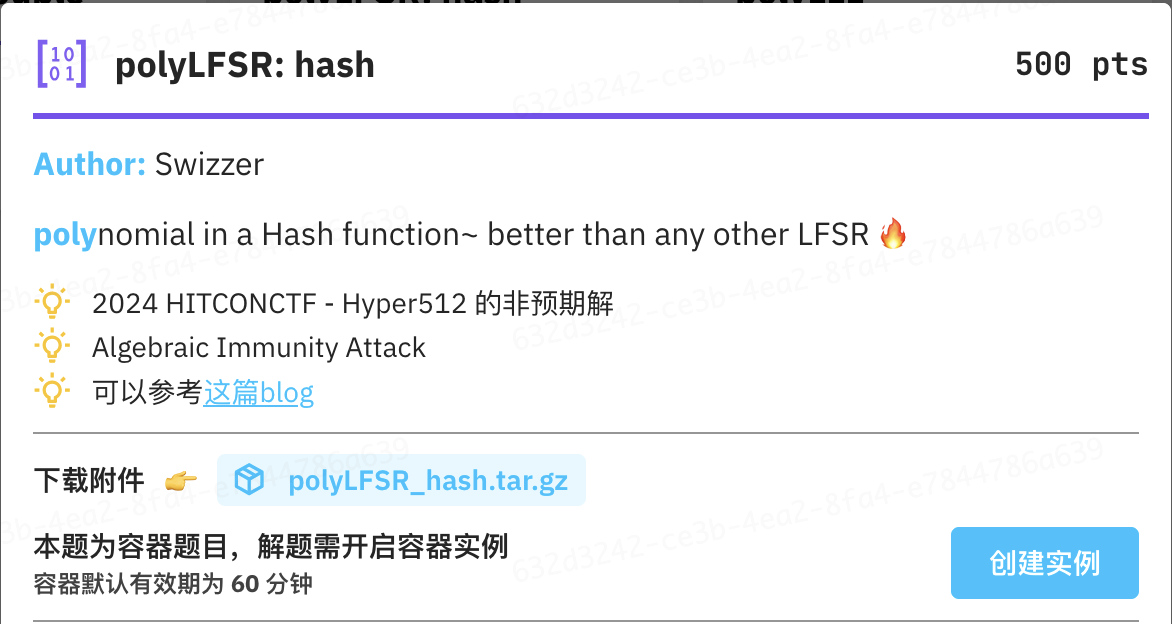 10
01
polyLFSR: hash
500 pts
Author: Swizzer
polynomial in a Hash function~ better than any other LFSR 🔥
2024 HITCONCTF - Hyper512 的非预期解
Algebraic Immunity Attack
可以参考这篇blog
下载附件 👉 polyLFSR_hash.tar.gz
本题为容器题目，解题需开启容器实例
容器默认有效期为 60 分钟
创建实例
632d3242-ce3b-4ea2-8fa4-e7844786a639